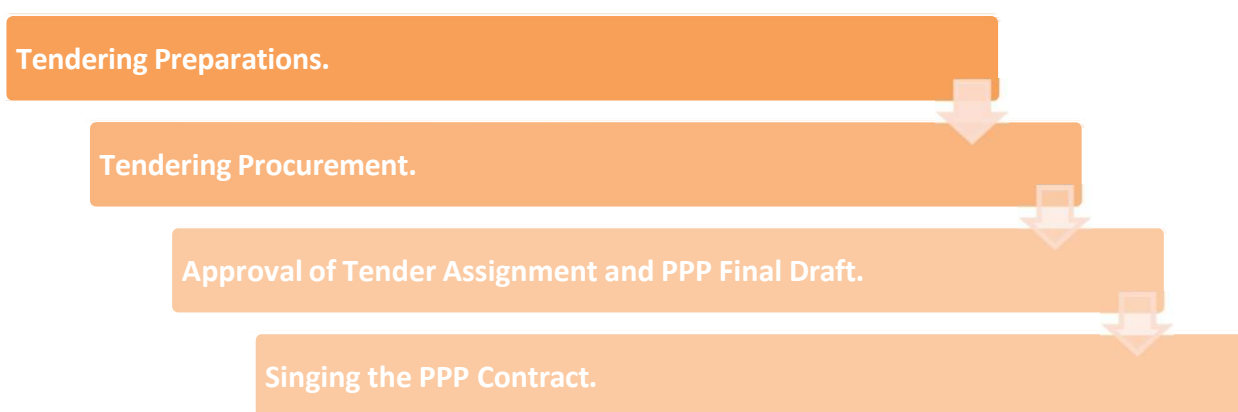 Tendering Preparations.
Tendering Procurement.
Approval of Tender Assignment and PPP Final Draft.
Singing the PPP Contract.